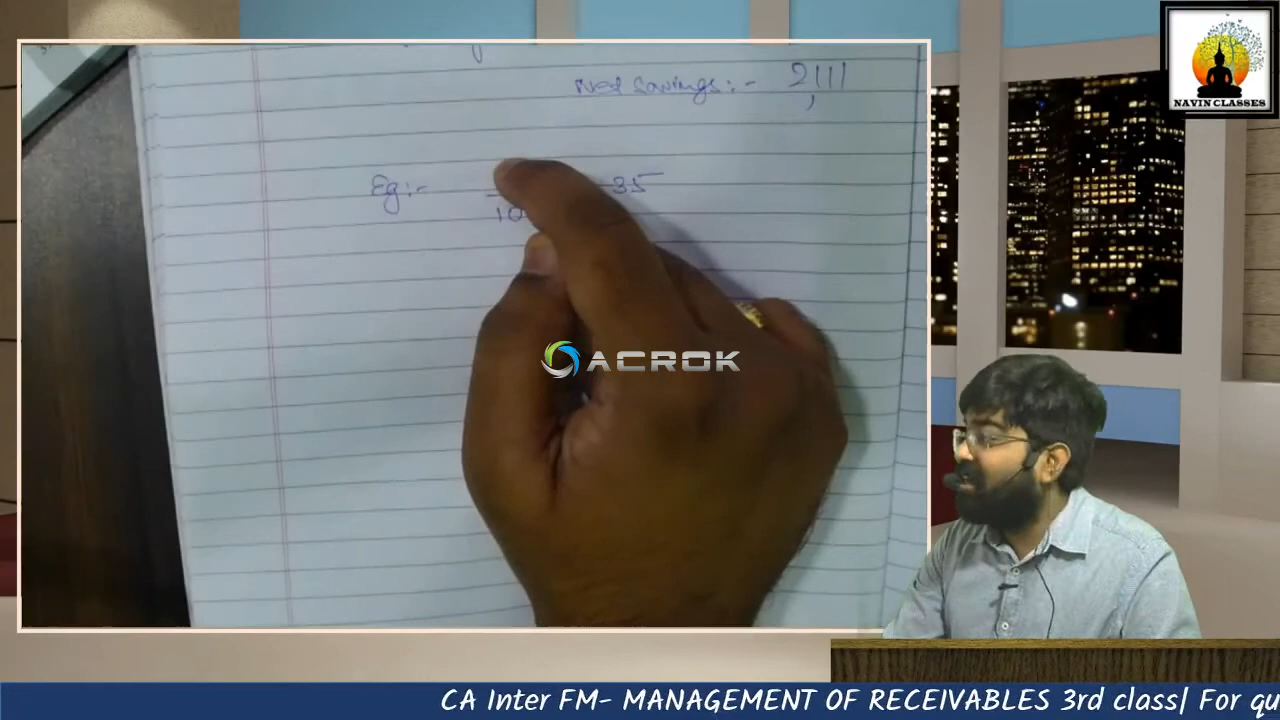 Net Savings:- 2,111
Eg:- 35
10
ACROK
NAVIN CLASSES
CA Inter FM- MANAGEMENT OF RECEIVABLES 3rd class| For qu